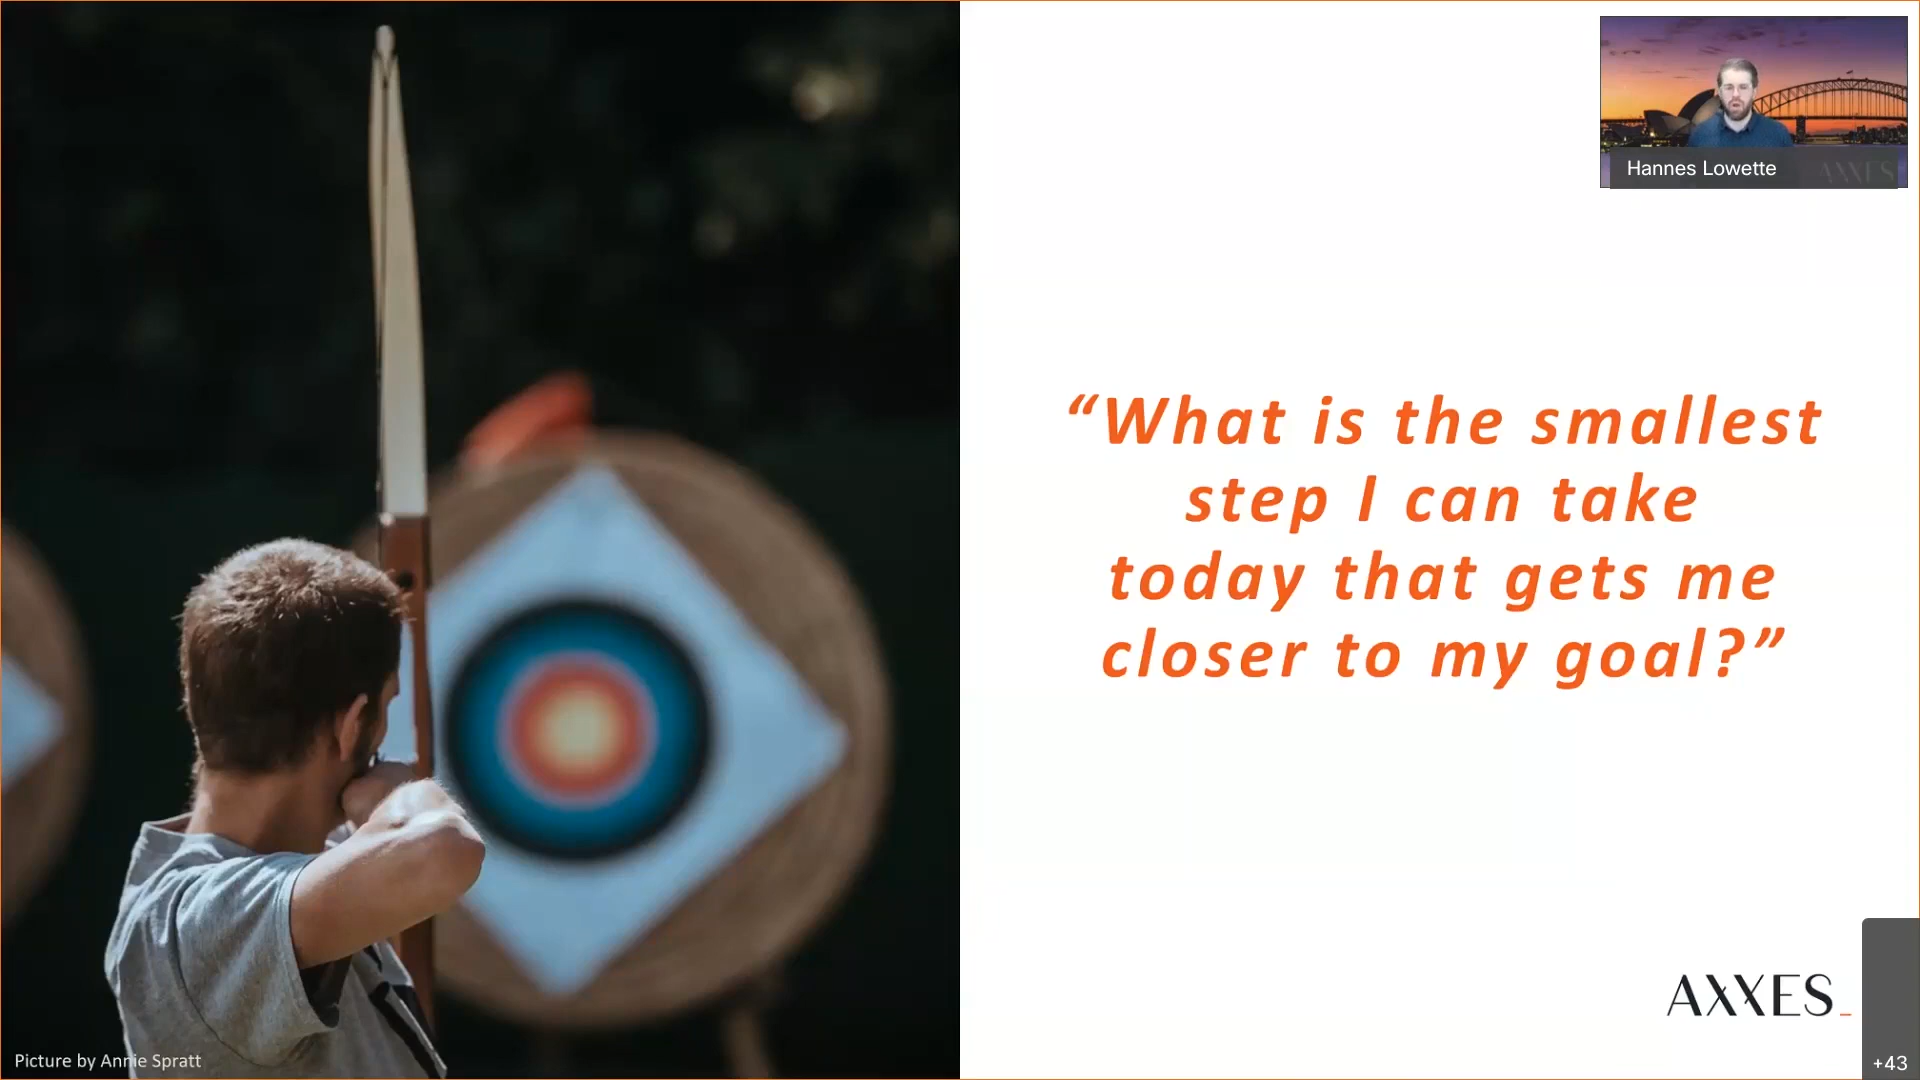 Hannes Lowette
AXXES
“What is the smallest
step I can take
today that gets me
closer to my goal?”
AXXES_
Picture by Annie Spratt
+43